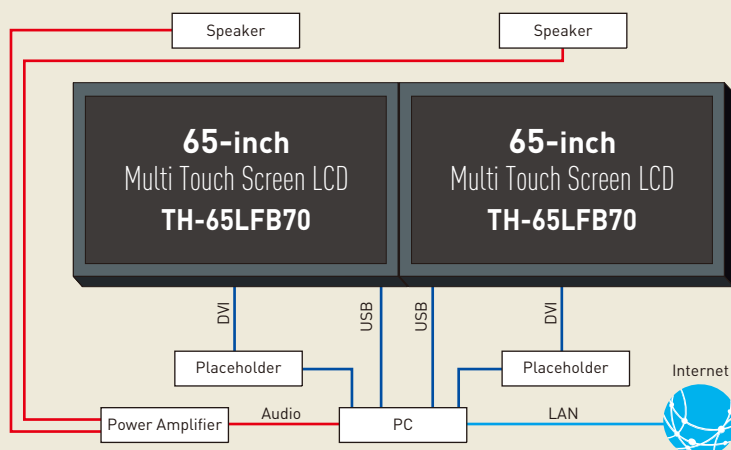 Speaker
Speaker
65-inch
Multi Touch Screen LCD
TH-65LFB70
65-inch
Multi Touch Screen LCD
TH-65LFB70
DVI
USB
USB
DVI
Placeholder
Placeholder
Internet
Power Amplifier
Audio
PC
LAN